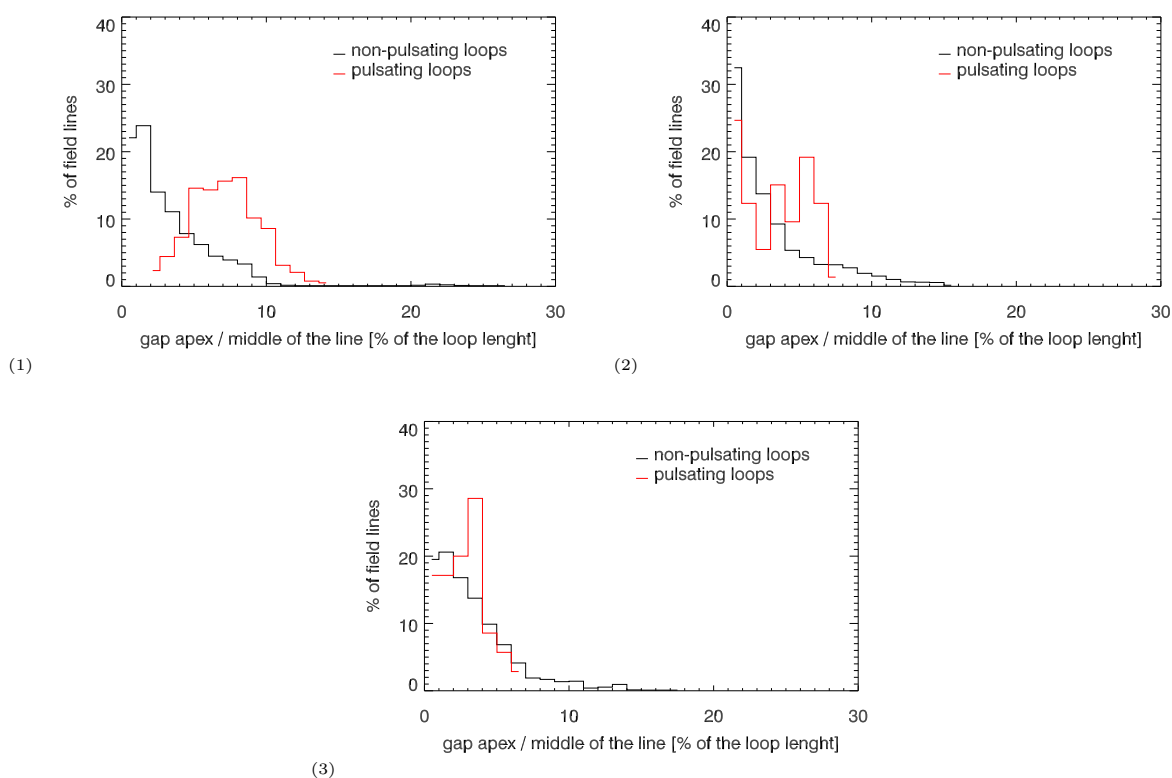 40
30
20
10
0
% of field lines
non-pulsating loops
pulsating loops
0 10 20 30
gap apex / middle of the line [% of the loop lenght]
(1)
40
30
20
10
0
% of field lines
non-pulsating loops
pulsating loops
0 10 20 30
gap apex / middle of the line [% of the loop lenght]
(2)
40
30
20
10
0
% of field lines
non-pulsating loops
pulsating loops
0 10 20 30
gap apex / middle of the line [% of the loop lenght]
(3)